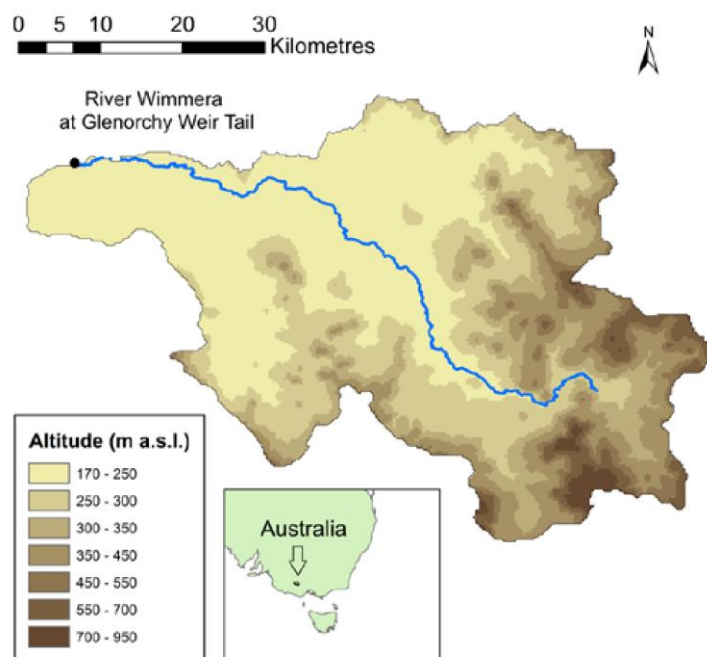 0 5 10 20 30
Kilometres
N
River Wimmera
at Glenorchy Weir Tail
Altitude (m a.s.l.)
170 - 250
250 - 300
300 - 350
350 - 450
450 - 550
550 - 700
700 - 950
Australia